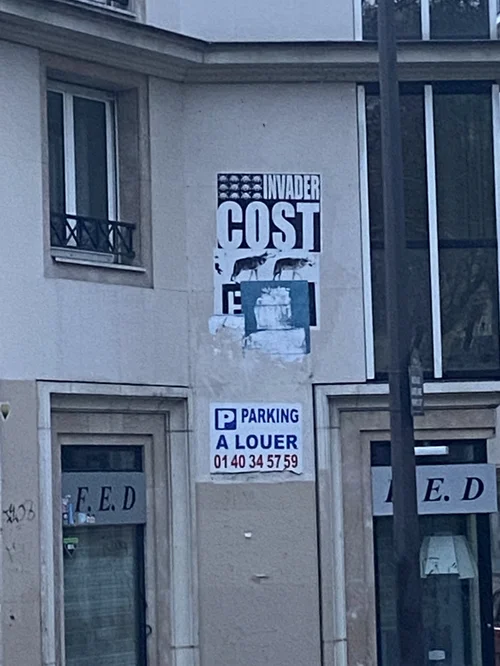 INVADER
COST
P PARKING
A LOUER
01 40 34 57 59
F. E. D
E. D